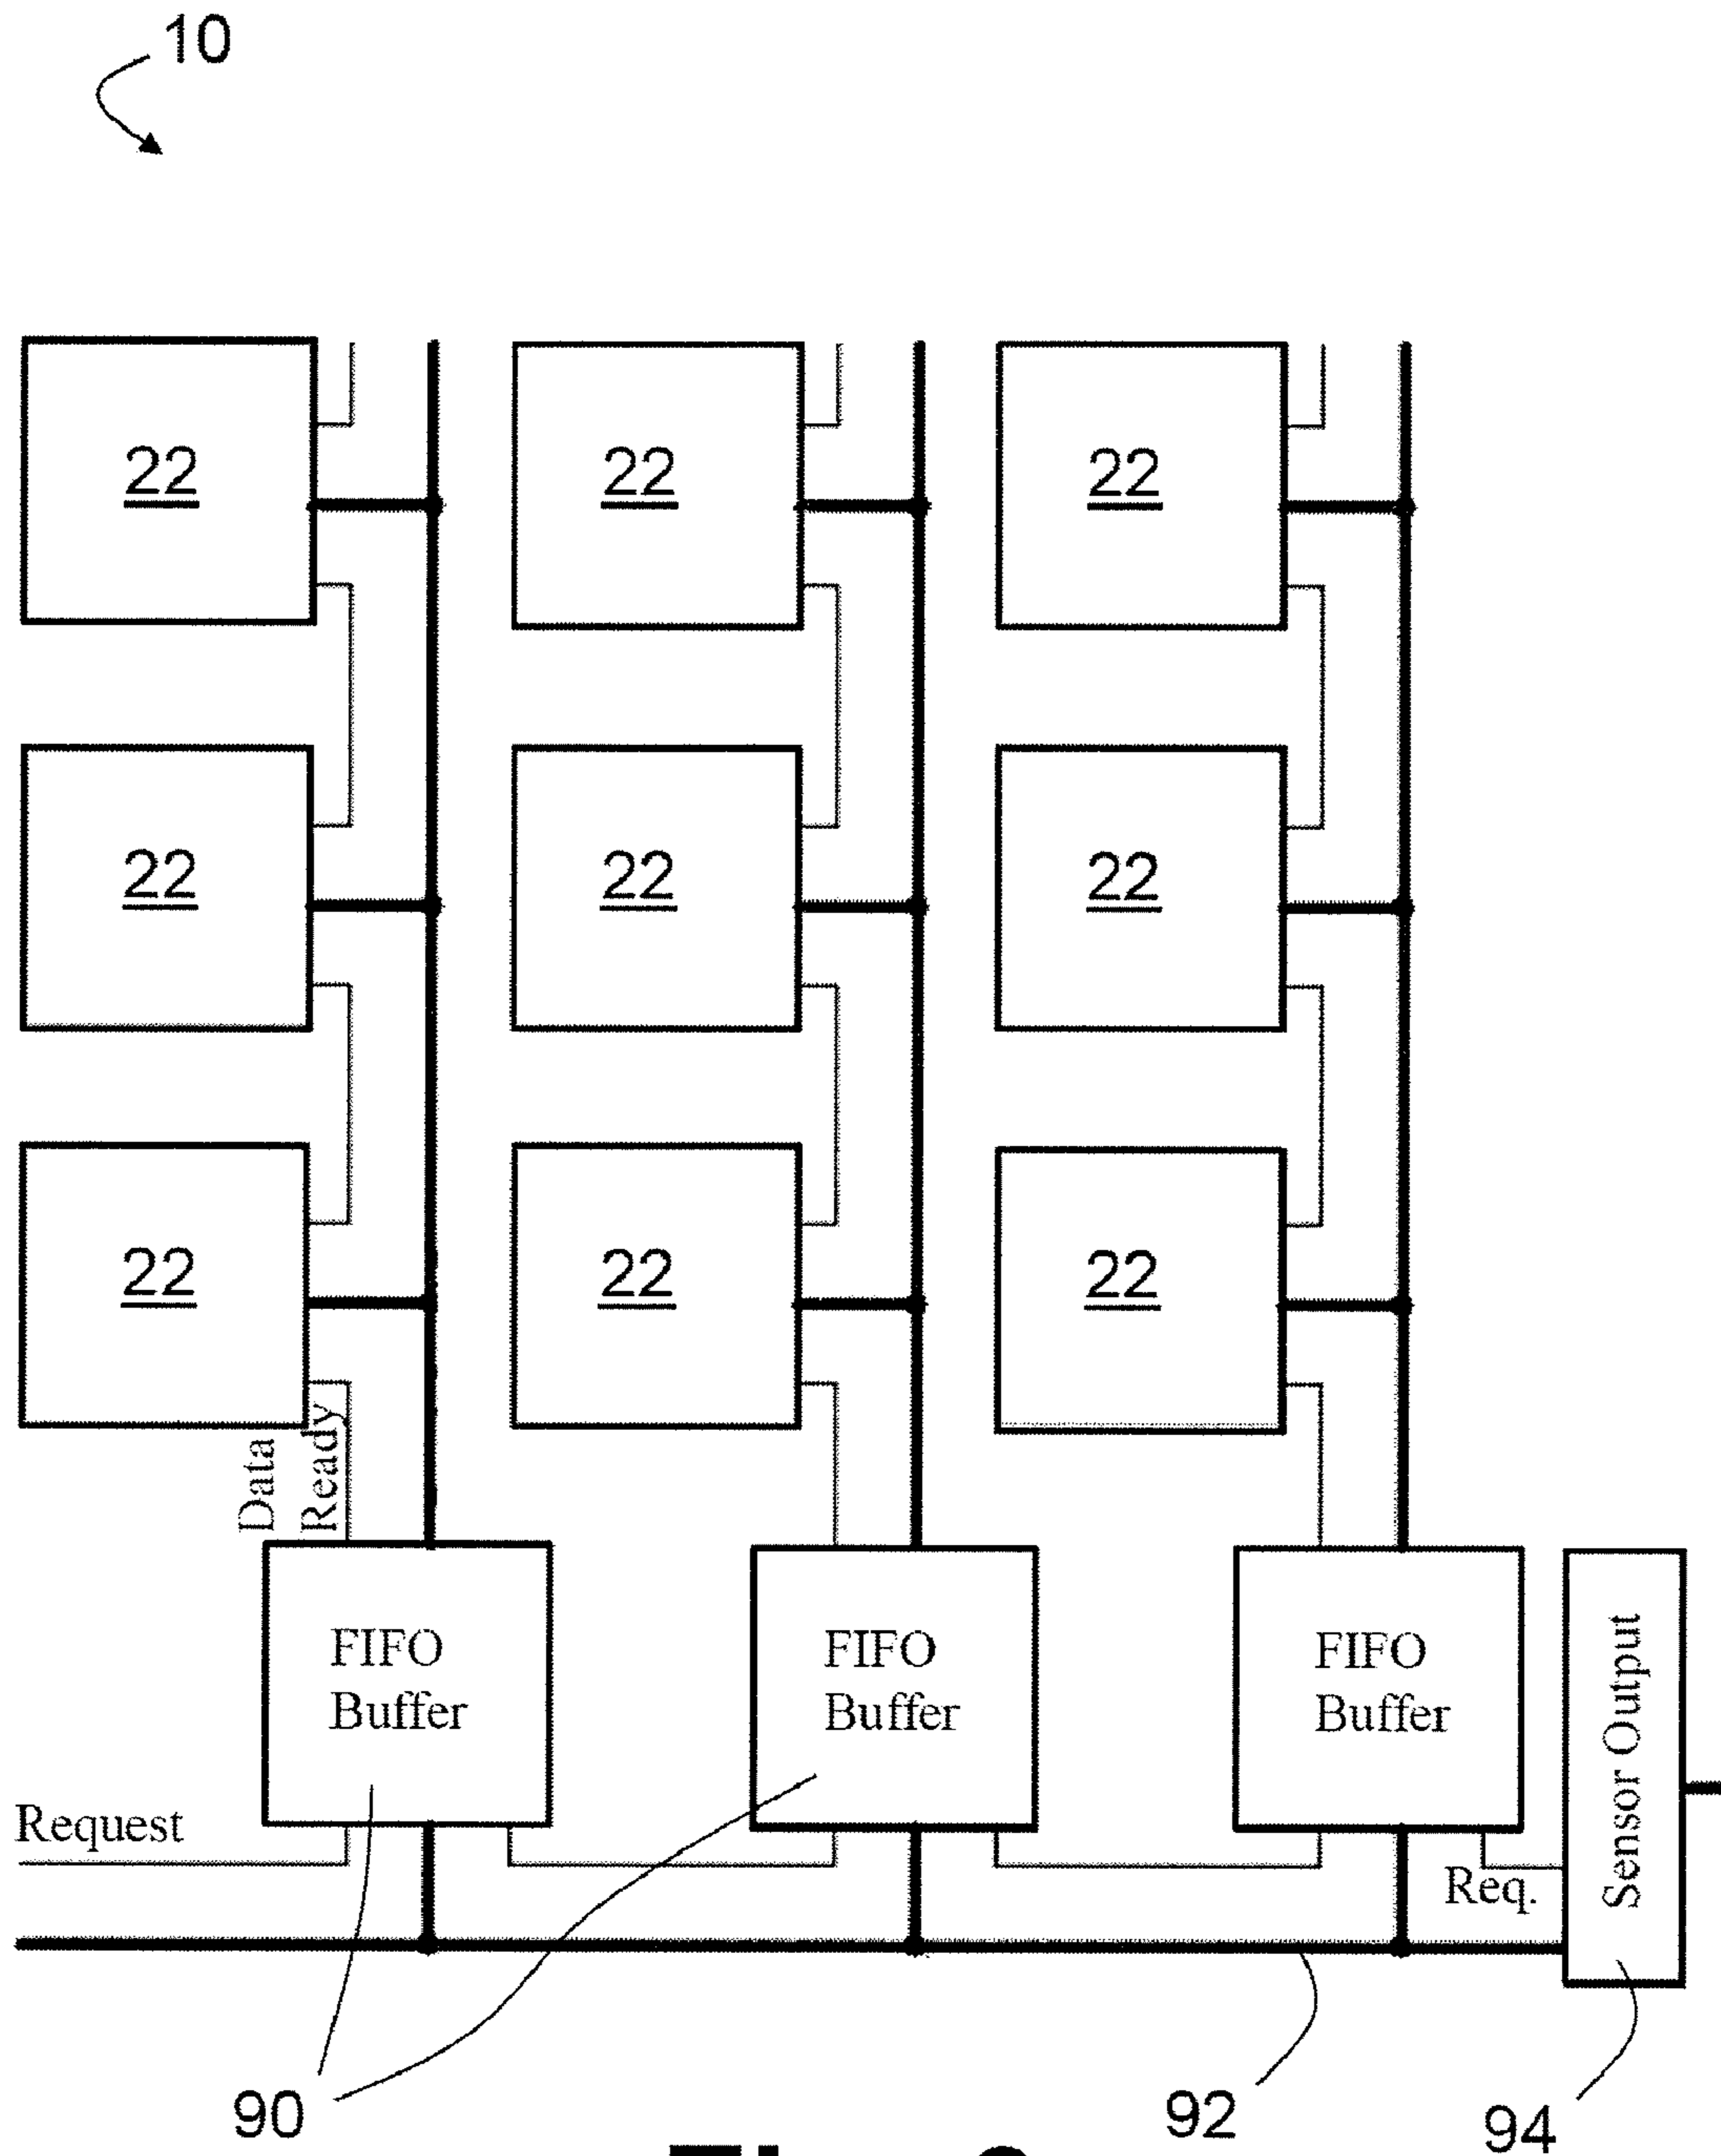 10
22 22 22
22 22 22
22 22 22
Data
Ready
FIFO
Buffer
FIFO
Buffer
FIFO
Buffer
Sensor Output
Request
Req.
90
92
94